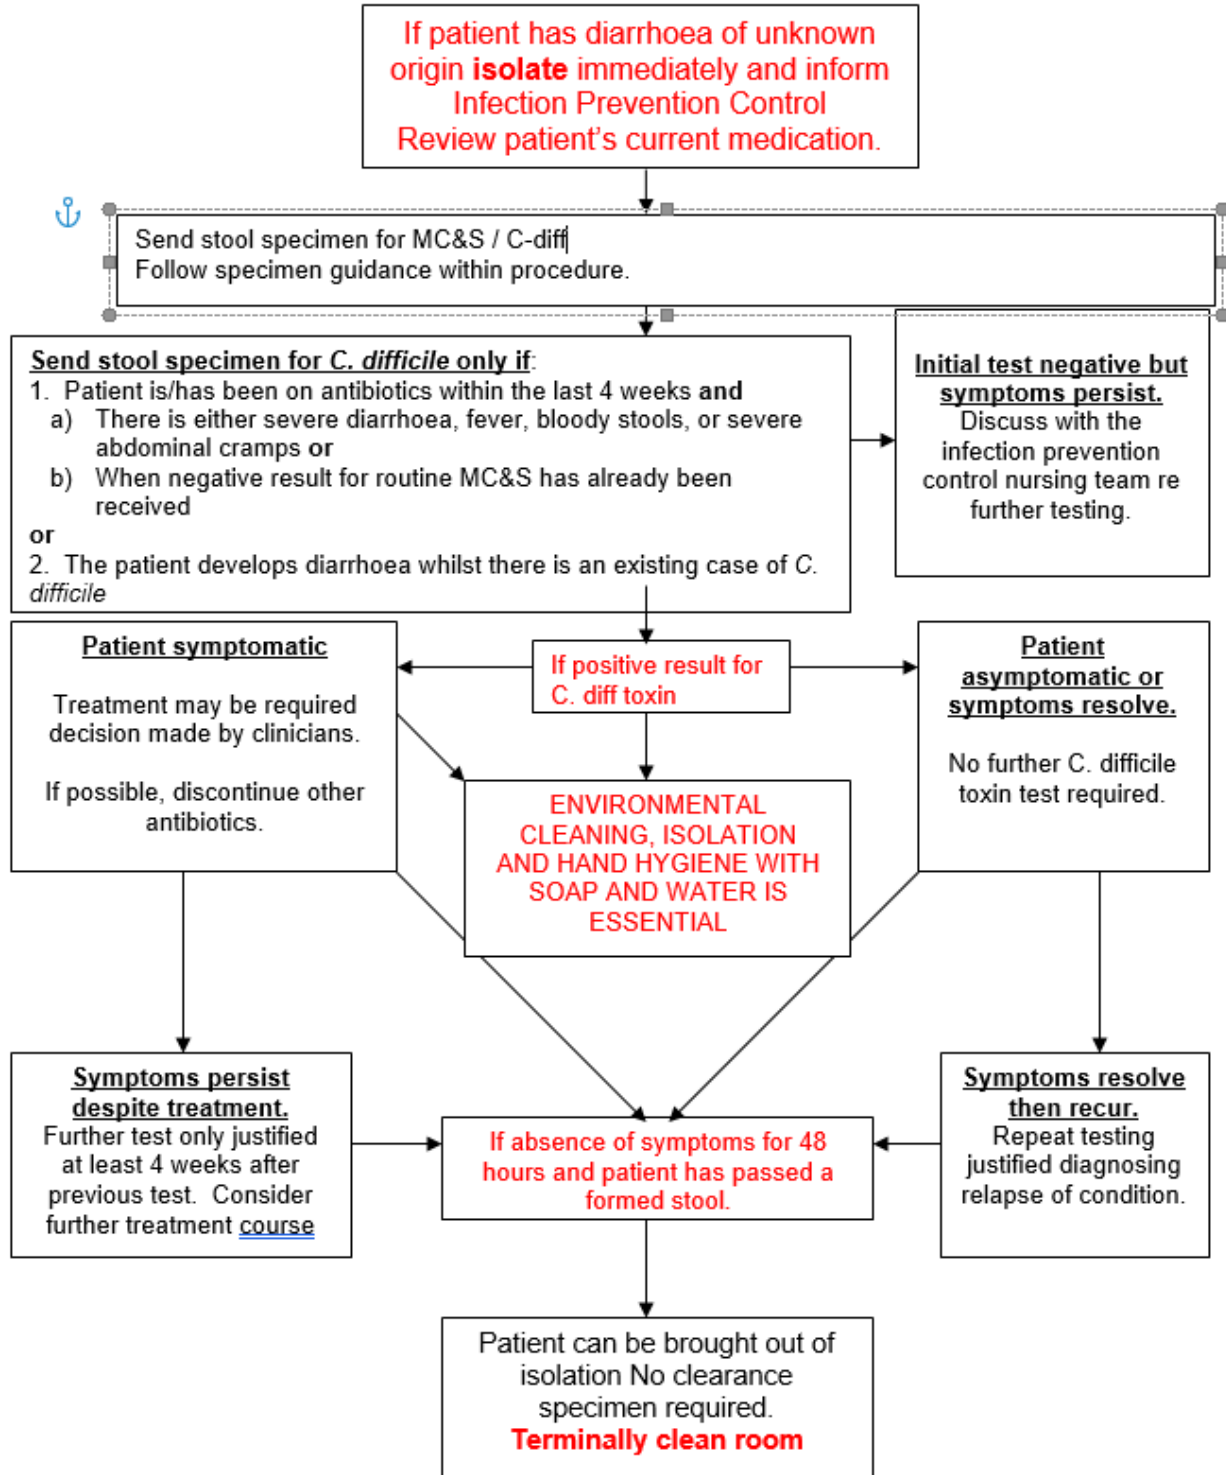 If patient has diarrhoea of unknown
origin isolate immediately and inform
Infection Prevention Control
Review patient's current medication.
Send stool specimen for MC&S / C-diff
Follow specimen guidance within procedure.
Send stool specimen for C. difficile only if:
1. Patient is/has been on antibiotics within the last 4 weeks and
a) There is either severe diarrhoea, fever, bloody stools, or severe
abdominal cramps or
b) When negative result for routine MC&S has already been
received
or
2. The patient develops diarrhoea whilst there is an existing case of C.
difficile
Initial test negative but
symptoms persist.
Discuss with the
infection prevention
control nursing team re
further testing.
Patient symptomatic
Treatment may be required
decision made by clinicians.
If possible, discontinue other
antibiotics.
If positive result for
C. diff toxin
Patient
asymptomatic or
symptoms resolve.
No further C. difficile
toxin test required.
ENVIRONMENTAL
CLEANING, ISOLATION
AND HAND HYGIENE WITH
SOAP AND WATER IS
ESSENTIAL
Symptoms persist
despite treatment.
Further test only justified
at least 4 weeks after
previous test. Consider
further treatment course
If absence of symptoms for 48
hours and patient has passed a
formed stool.
Symptoms resolve
then recur.
Repeat testing
justified diagnosing
relapse of condition.
Patient can be brought out of
isolation No clearance
specimen required.
Terminally clean room